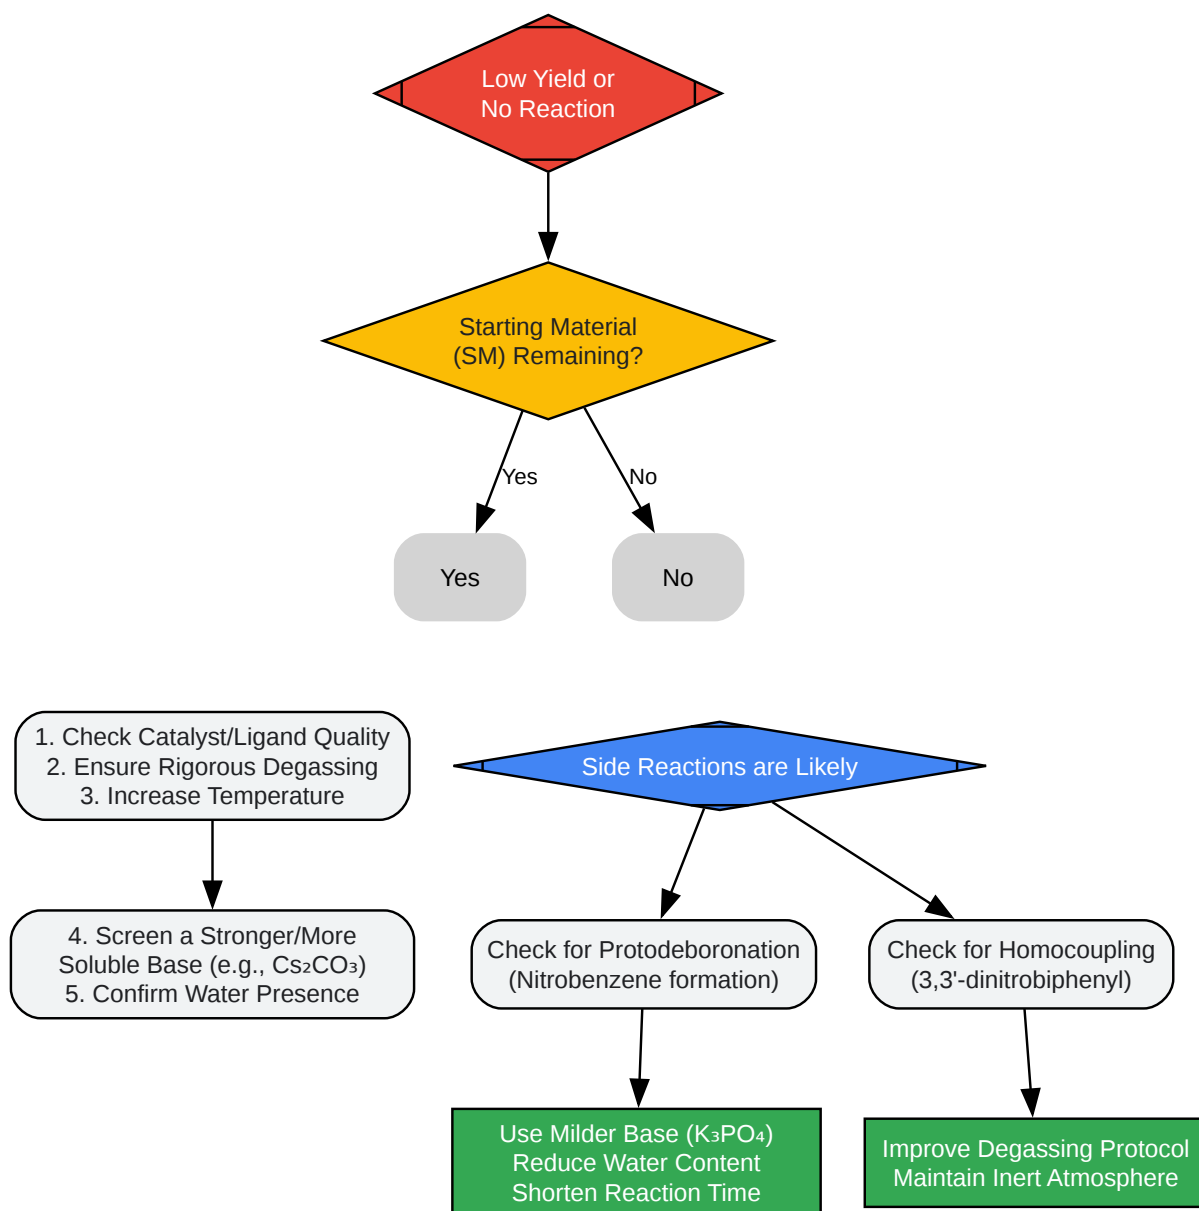 Low Yield or
No Reaction
Starting Material
(SM) Remaining?
Yes
No
Yes
No
1. Check Catalyst/Ligand Quality
2. Ensure Rigorous Degassing
3. Increase Temperature
Side Reactions are Likely
4. Screen a Stronger/More
Soluble Base (e.g., Cs₂CO₃)
5. Confirm Water Presence
Check for Protodeboronation
(Nitrobenzene formation)
Check for Homocoupling
(3,3'-dinitrobiphenyl)
Use Milder Base (K₃PO₄)
Reduce Water Content
Shorten Reaction Time
Improve Degassing Protocol
Maintain Inert Atmosphere